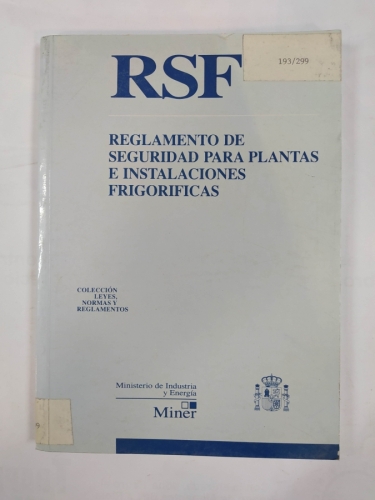 RSF
193/299
REGLAMENTO DE
SEGURIDAD PARA PLANTAS
E INSTALACIONES
FRIGORIFICAS
COLECCIÓN
LEYES,
NORMAS Y
REGLAMENTOS
Ministerio de Industria
y Energía
Miner